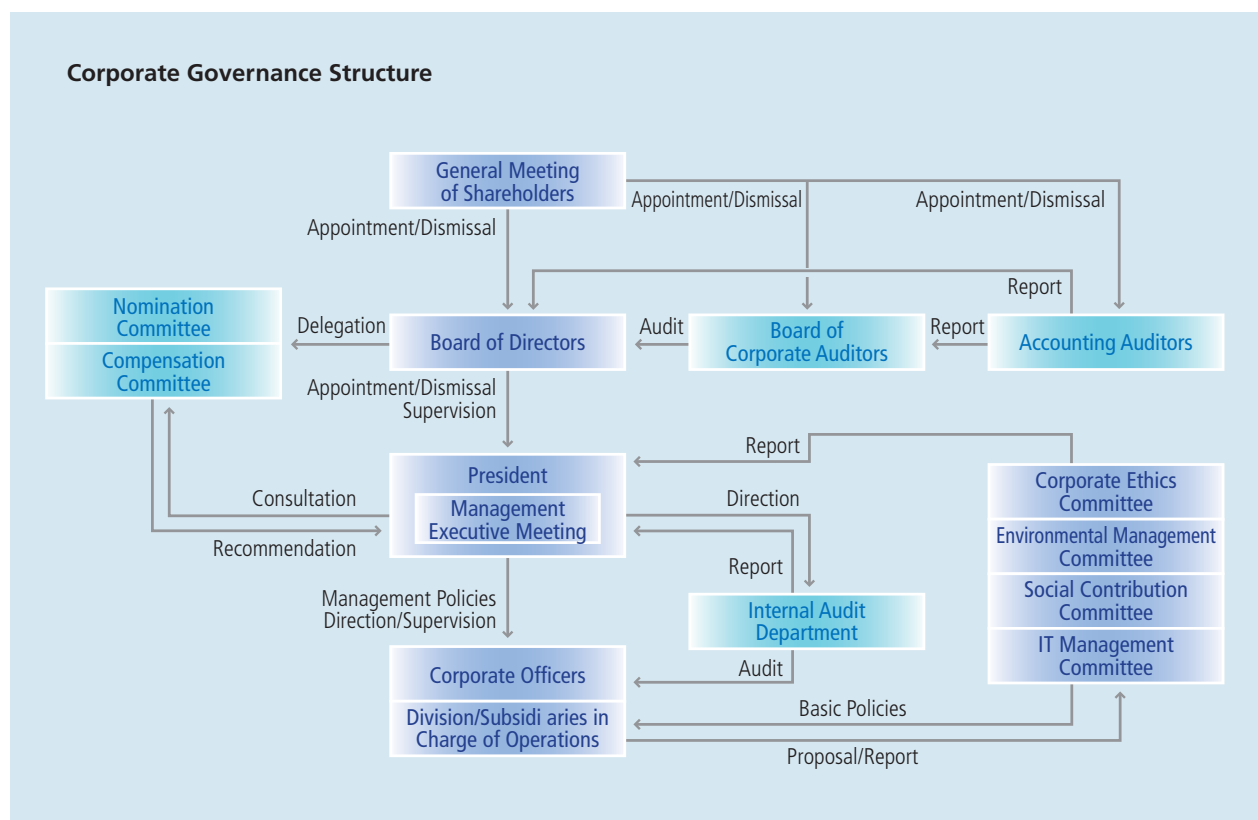 Corporate Governance Structure
General Meeting
of Shareholders
Appointment/Dismissal
Appointment/Dismissal
Appointment/Dismissal
Report
Nomination
Committee
Compensation
Committee
Delegation
Board of Directors
Audit
Board of
Corporate Auditors
Report
Accounting Auditors
Appointment/Dismissal
Supervision
Report
President
Management
Executive Meeting
Consultation
Recommendation
Direction
Report
Corporate Ethics
Committee
Environmental Management
Committee
Social Contribution
Committee
IT Management
Committee
Management Policies
Direction/Supervision
Internal Audit
Department
Audit
Corporate Officers
Division/Subsidi aries in
Charge of Operations
Basic Policies
Proposal/Report